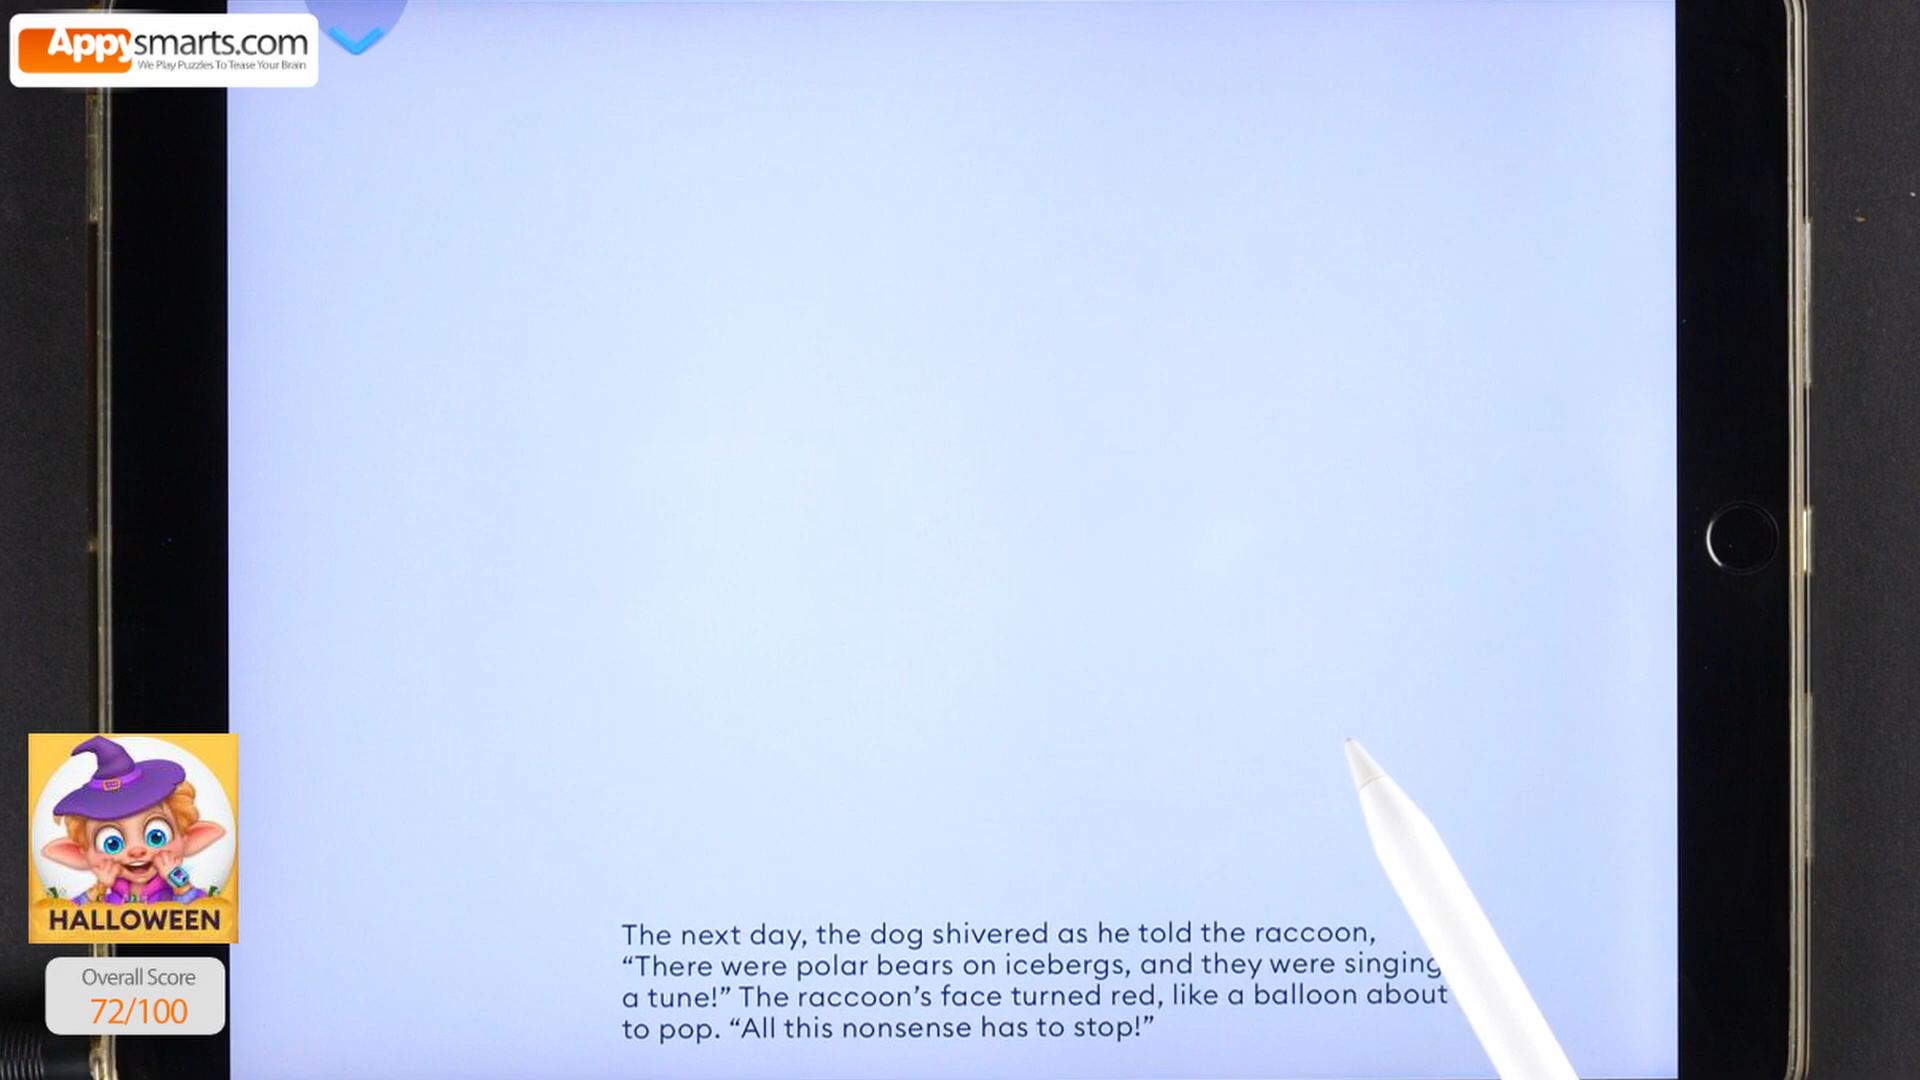 Appysmarts.com
We Play Puzzles To Tease Your Brain
HALLOWEEN
Overall Score
72/100
The next day, the dog shivered as he told the raccoon,
“There were polar bears on icebergs, and they were singing
a tune!” The raccoon’s face turned red, like a balloon about
to pop. “All this nonsense has to stop!”